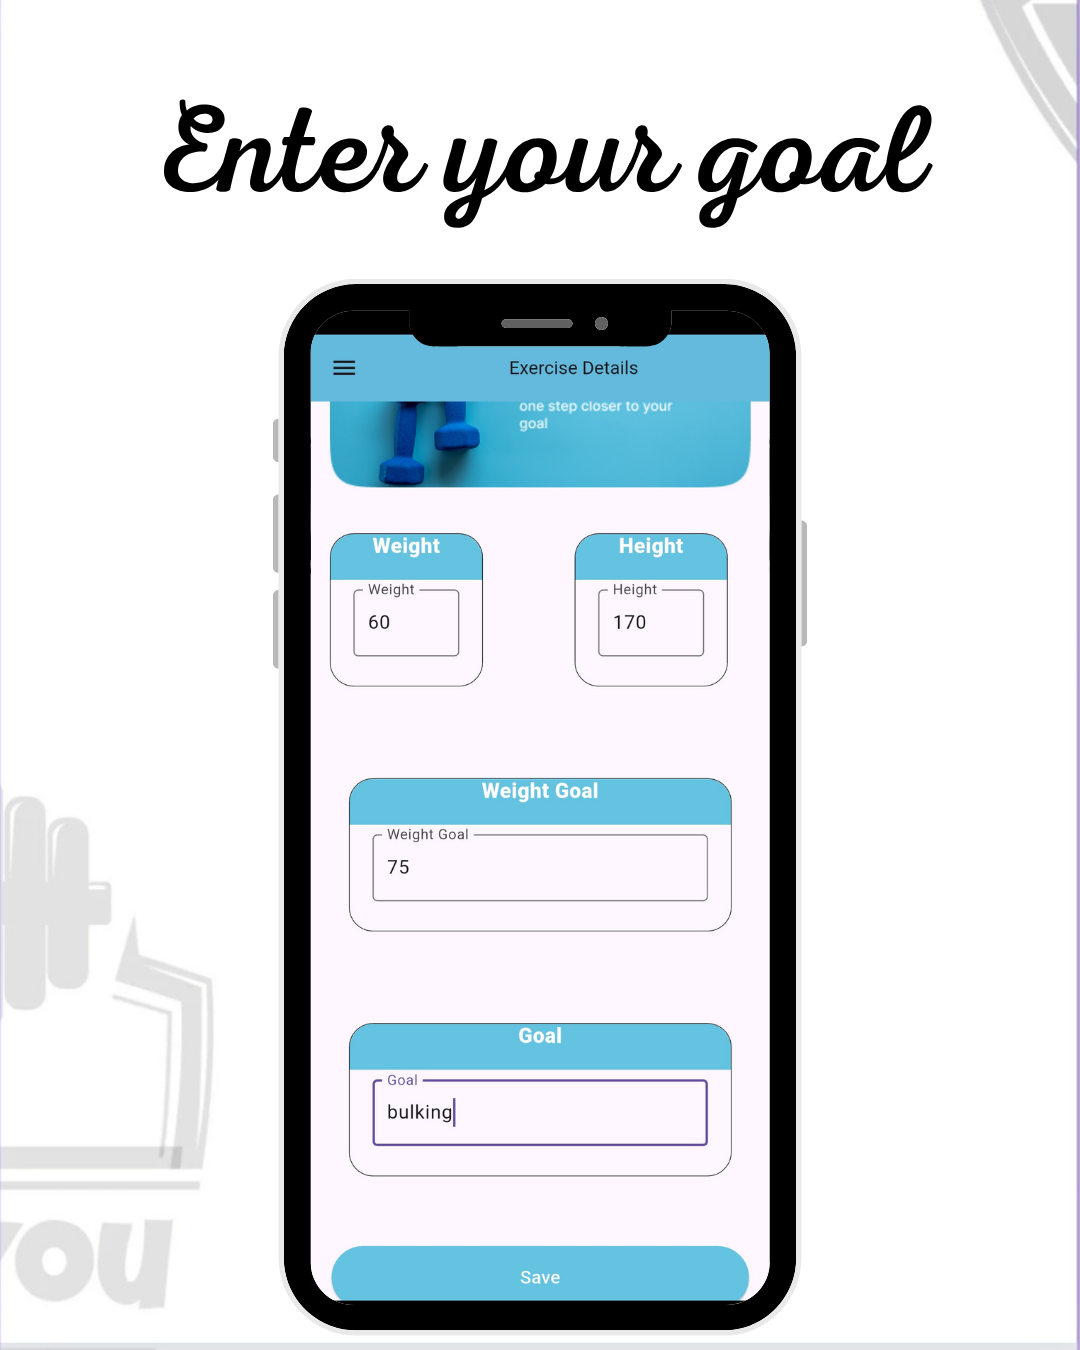 Enter your goal
Exercise Details
one step closer to your
goal
Weight
Height
Weight
Height
60
170
Weight Goal
Weight Goal
75
Goal
Goal
bulking
Save
you